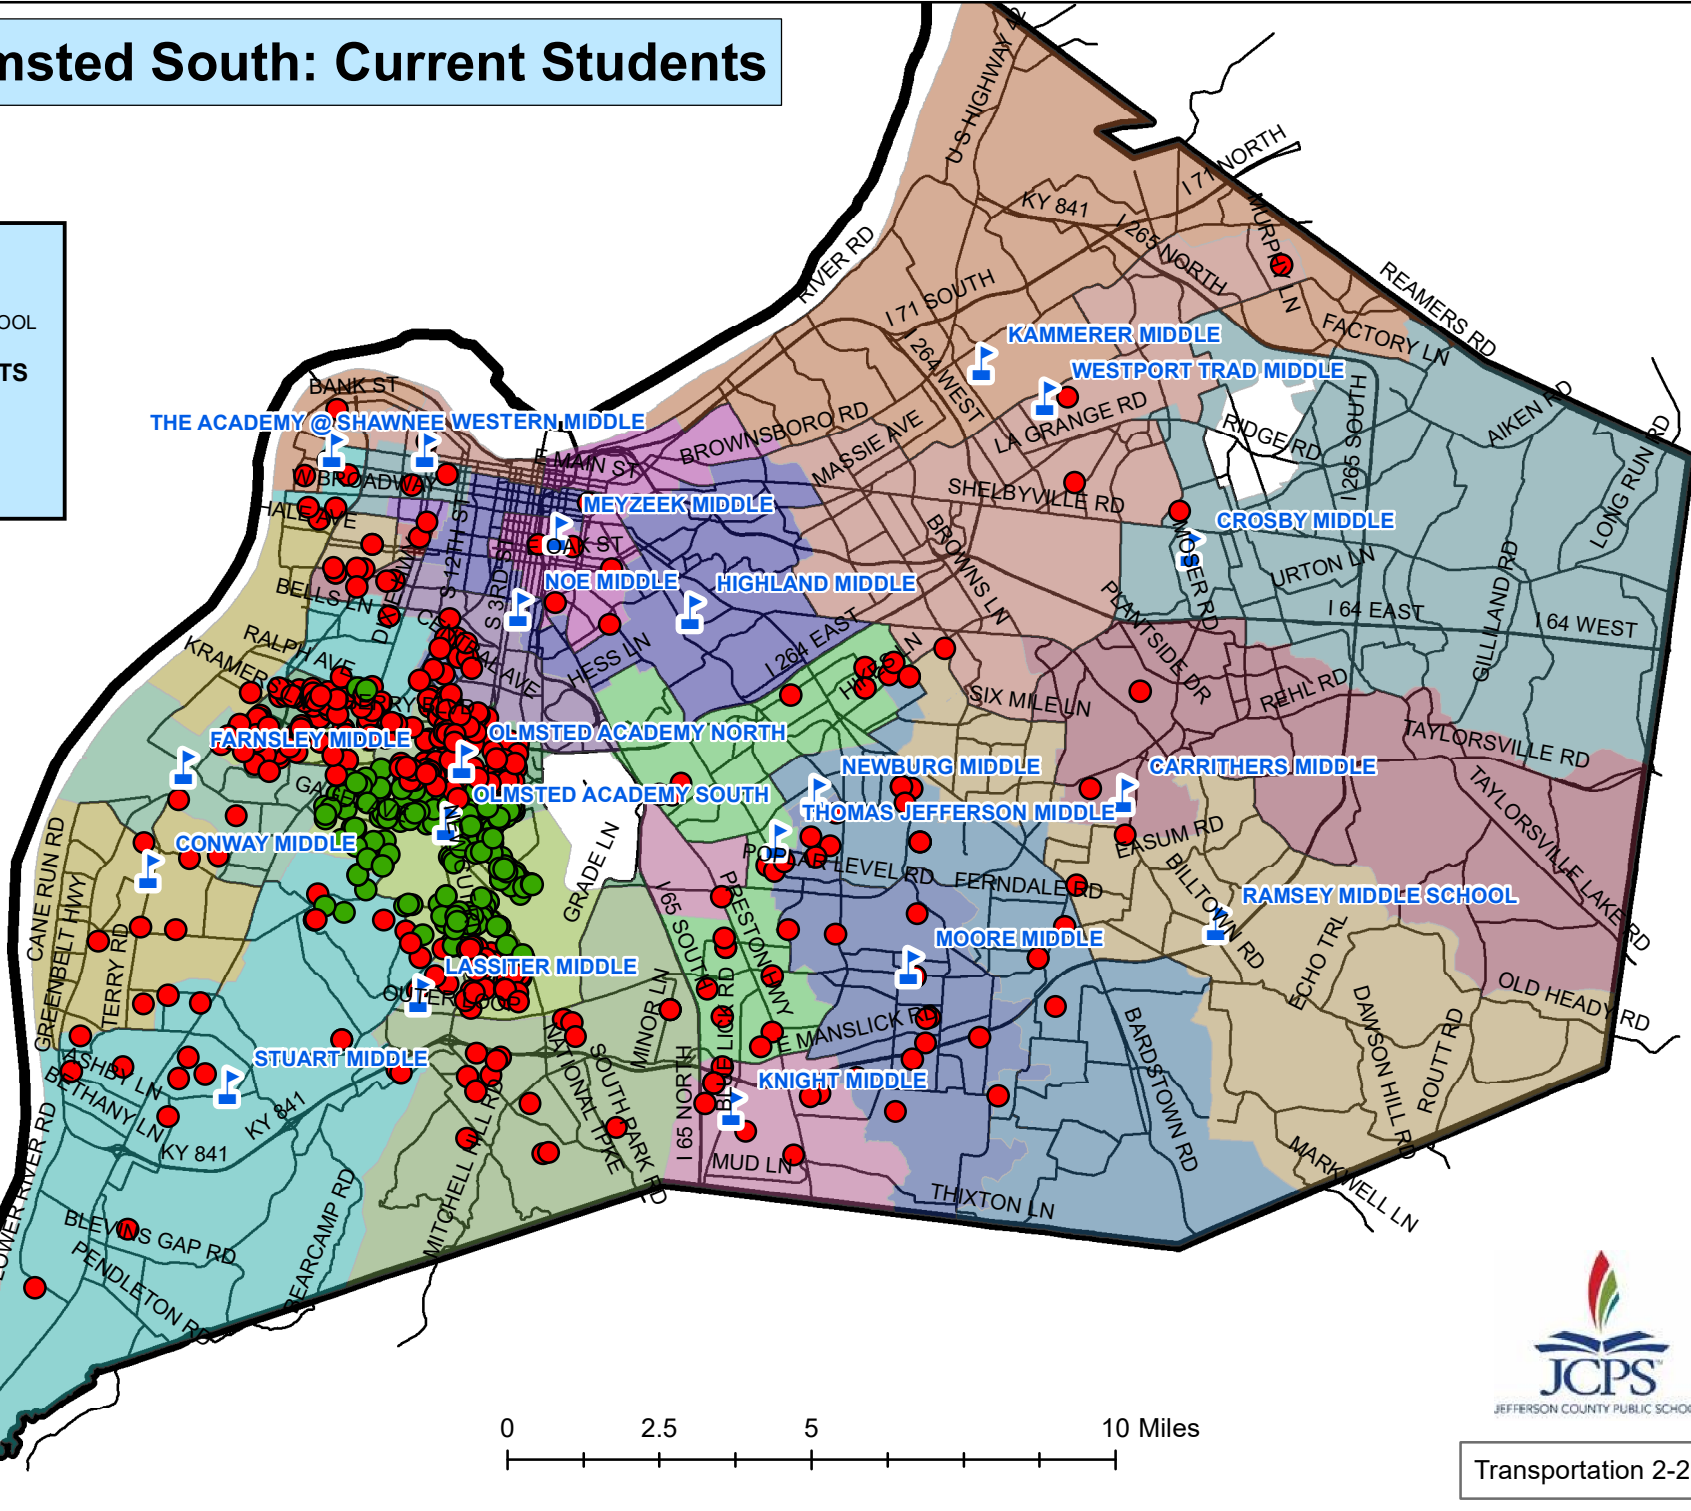 msted South: Current Students
OOL
TS
U S HIGHWAY 42
I 71 NORTH
KY 841
I 265 NORTH
MURPHY LN
RIVER RD
REAMERS RD
I 71 SOUTH
FACTORY LN
I 264 WEST
KAMMERER MIDDLE
WESTPORT TRAD MIDDLE
BANK ST
THE ACADEMY @ SHAWNEE
WESTERN MIDDLE
BROWNSBORO RD
MASSIE AVE
LA GRANGE RD
RIDGE RD
I 265 SOUTH
AIKEN RD
LONG RUN RD
E MAIN ST
W BROADWAY
SHELBYVILLE RD
HALE AVE
MEYZEEK MIDDLE
CROSBY MIDDLE
S 12TH ST
E OAK ST
BROWNS LN
MOSER RD
URTON LN
GILLILAND RD
BELLS LN
S 3RD ST
NOE MIDDLE
HIGHLAND MIDDLE
PLANTSIDE DR
I 64 EAST
I 64 WEST
RALPH AVE
CENTRAL AVE
HESS LN
I 264 EAST
HIKES LN
SIX MILE LN
REHL RD
TAYLORSVILLE RD
FARNSLEY MIDDLE
OLMSTED ACADEMY NORTH
NEWBURG MIDDLE
CARRITHERS MIDDLE
OLMSTED ACADEMY SOUTH
THOMAS JEFFERSON MIDDLE
TAYLORSVILLE LAKE RD
CONWAY MIDDLE
GRADE LN
POPLAR LEVEL RD
EASUM RD
BILLTOWN RD
FERNDALE RD
RAMSEY MIDDLE SCHOOL
CANE RUN RD
GREENBELT HWY
TERRY RD
I 65 SOUTH
PRESTON HWY
MOORE MIDDLE
ECHO TRL
LASSITER MIDDLE
OUTER LOOP
MINOR LN
BLUE LICK RD
OLD HEADY RD
DAWSON HILL RD
ROUTT RD
E MANSLICK RD
BARDSTOWN RD
NATIONAL TPKE
SOUTH PARK RD
STUART MIDDLE
ASHBY LN
BETHANY LN
KY 841
KY 841
I 65 NORTH
KNIGHT MIDDLE
MITCHELL HILL RD
MUD LN
THIXTON LN
MARKWELL LN
LOWER RIVER RD
BLEVINS GAP RD
PENDLETON RD
BEARCAMP RD
0 2.5 5 10 Miles
JCPS
JEFFERSON COUNTY PUBLIC SCHOO
Transportation 2-2